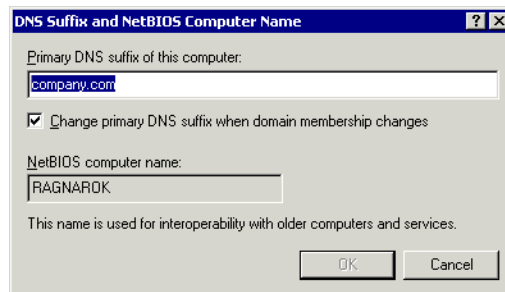 DNS Suffix and NetBIOS Computer Name
Primary DNS suffix of this computer:
company.com
Change primary DNS suffix when domain membership changes
NetBIOS computer name:
RAGNAROK
This name is used for interoperability with older computers and services.
OK Cancel